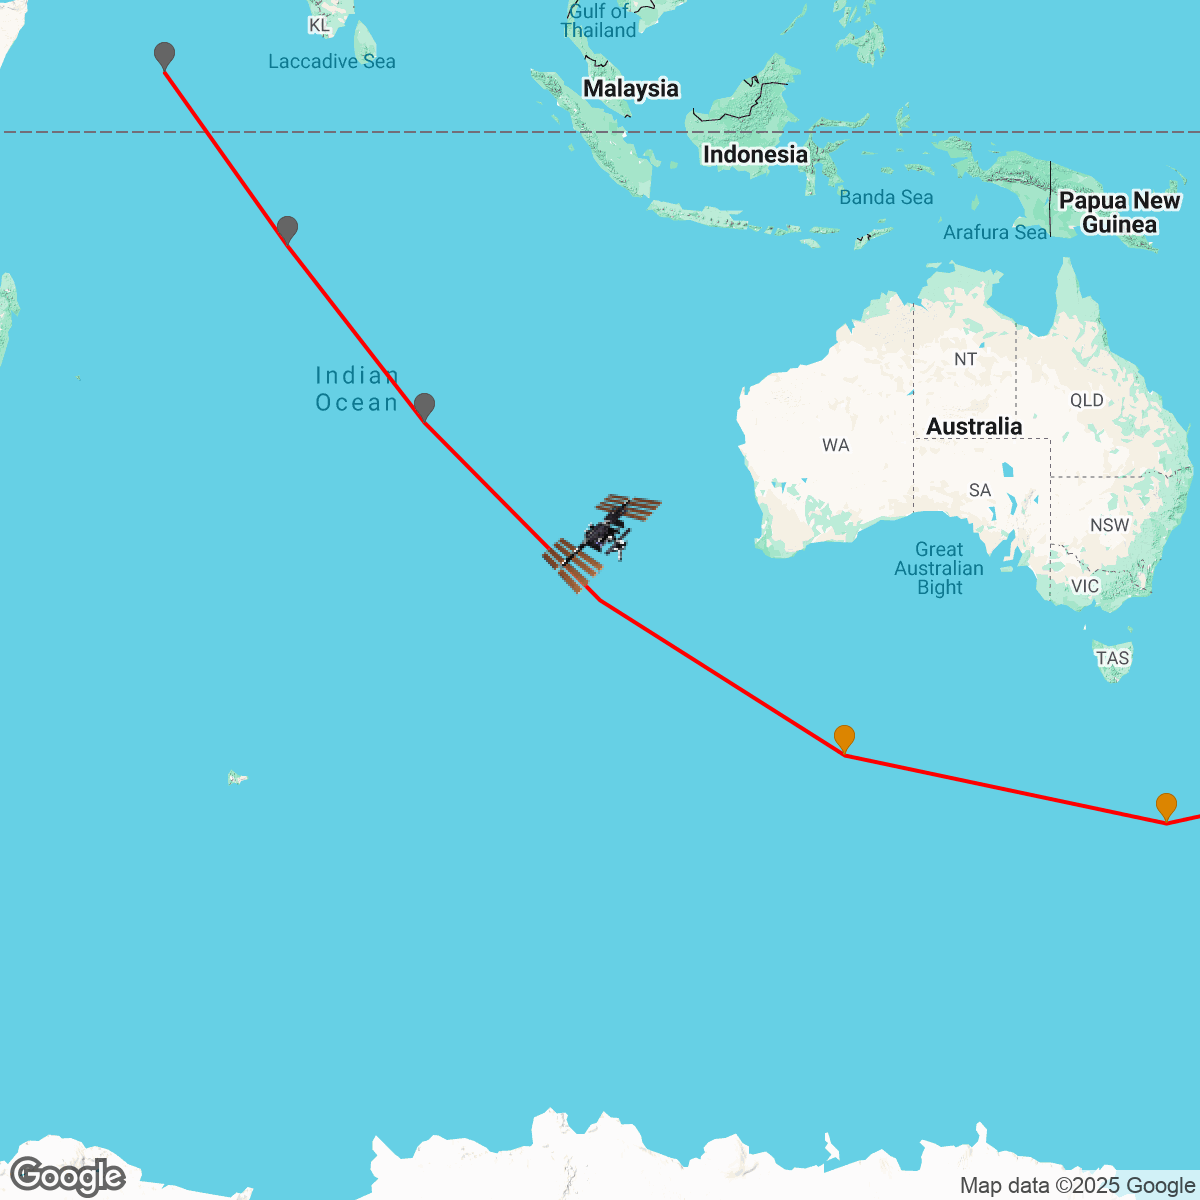 KL
Gulf of
Thailand
Laccadive Sea
Malaysia
Indonesia
Banda Sea
Papua New
Guinea
Arafura Sea
Indian
Ocean
NT
QLD
Australia
WA
SA
NSW
Great
Australian
Bight
VIC
TAS
Google
Map data ©2025 Google